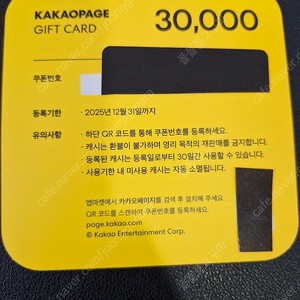 KAKAOPAGE
GIFT CARD
30,000
쿠폰번호
등록기한 - 2025년 12월 31일까지
유의사항 - 하단 QR 코드를 통해 쿠폰번호를 등록하세요.
- 캐시는 환불이 불가하며 영리 목적의 재판매를 금지합니다.
- 등록된 캐시는 등록일로부터 30일간 사용할 수 있습니다.
- 사용기한 내 미사용 캐시는 자동 소멸됩니다.
앱마켓에서 카카오페이지를 검색 후 설치해 주세요.
QR 코드를 스캔하여 쿠폰번호를 등록하세요.
page.kakao.com
© Kakao Entertainment Corp.